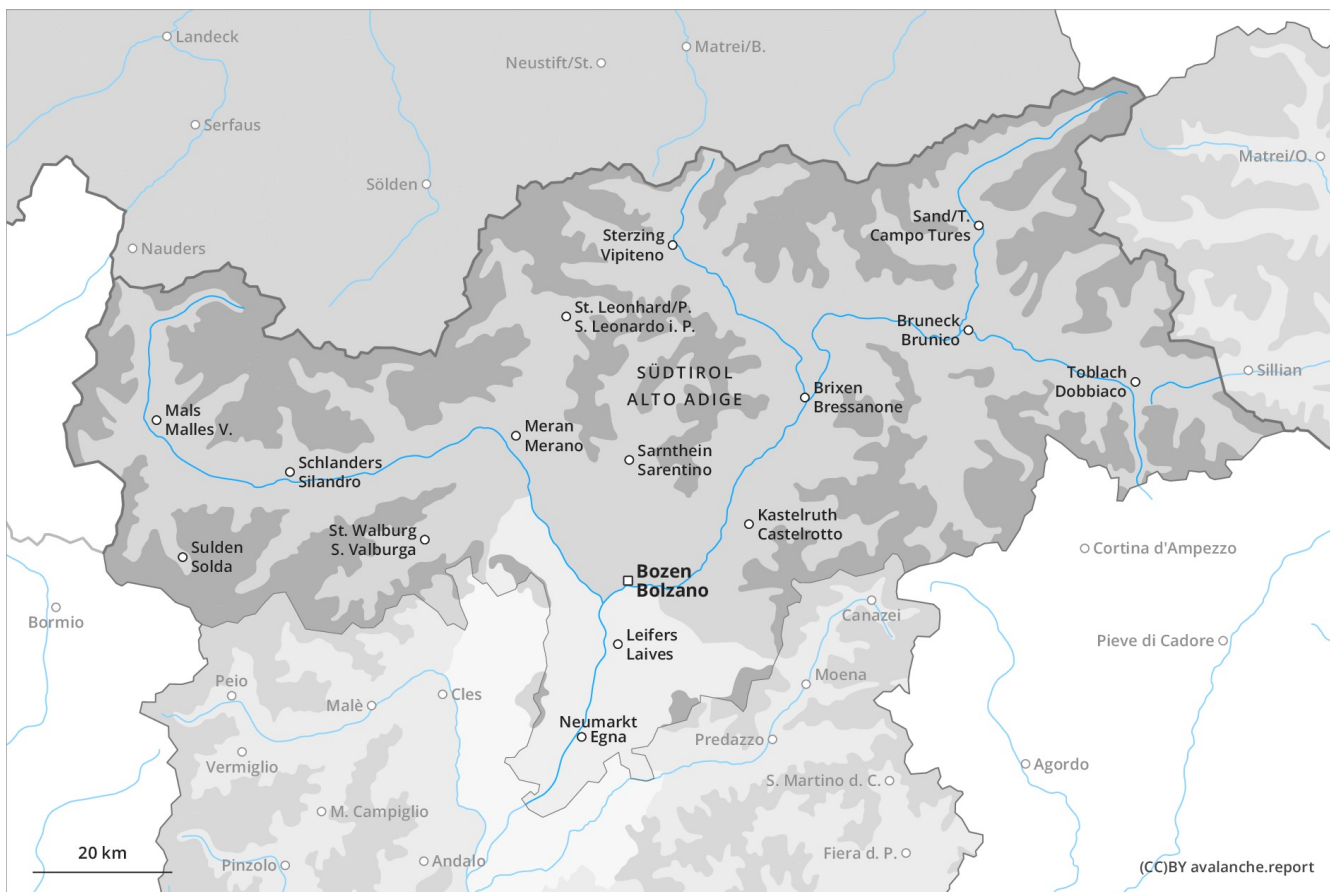 Landeck
Matrei/B.
Neustift/St.
Serfaus
Matrei/O.
Sölden
Sand/T.
Campo Tures
Nauders
Sterzing
Vipiteno
St. Leonhard/P.
S. Leonardo i. P.
Bruneck
Brunico
SÜDTIROL
ALTO ADIGE
Toblach
Dobbiaco
Sillian
Brixen
Bressanone
Mals
Malles V.
Meran
Merano
Sarnthein
Sarentino
Schlanders
Silandro
Kastelruth
Castelrotto
St. Walburg
S. Valburga
Sulden
Solda
Cortina d'Ampezzo
Bozen
Bolzano
Bormio
Canazei
Leifers
Laives
Pieve di Cadore
Peio
Moena
Malè
Cles
Neumarkt
Egna
Predazzo
Vermiglio
Agordo
S. Martino d. C.
M. Campiglio
20 km
Pinzolo
Andalo
Fiera d. P.
(CC)BY avalanche.report